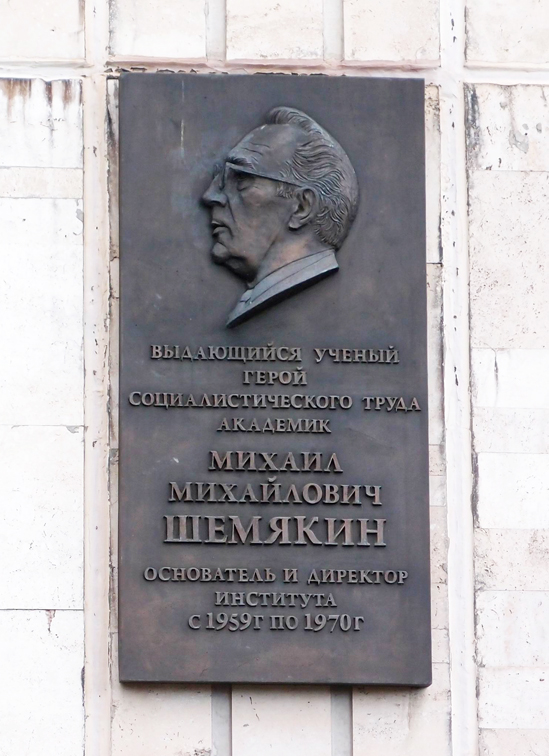 ВЫДАЮЩИЙСЯ УЧЕНЫЙ
ГЕРОЙ
СОЦИАЛИСТИЧЕСКОГО ТРУДА
АКАДЕМИК
МИХАИЛ
МИХАЙЛОВИЧ
ШЕМЯКИН
ОСНОВАТЕЛЬ И ДИРЕКТОР
ИНСТИТУТА
С 1959Г ПО 1970Г